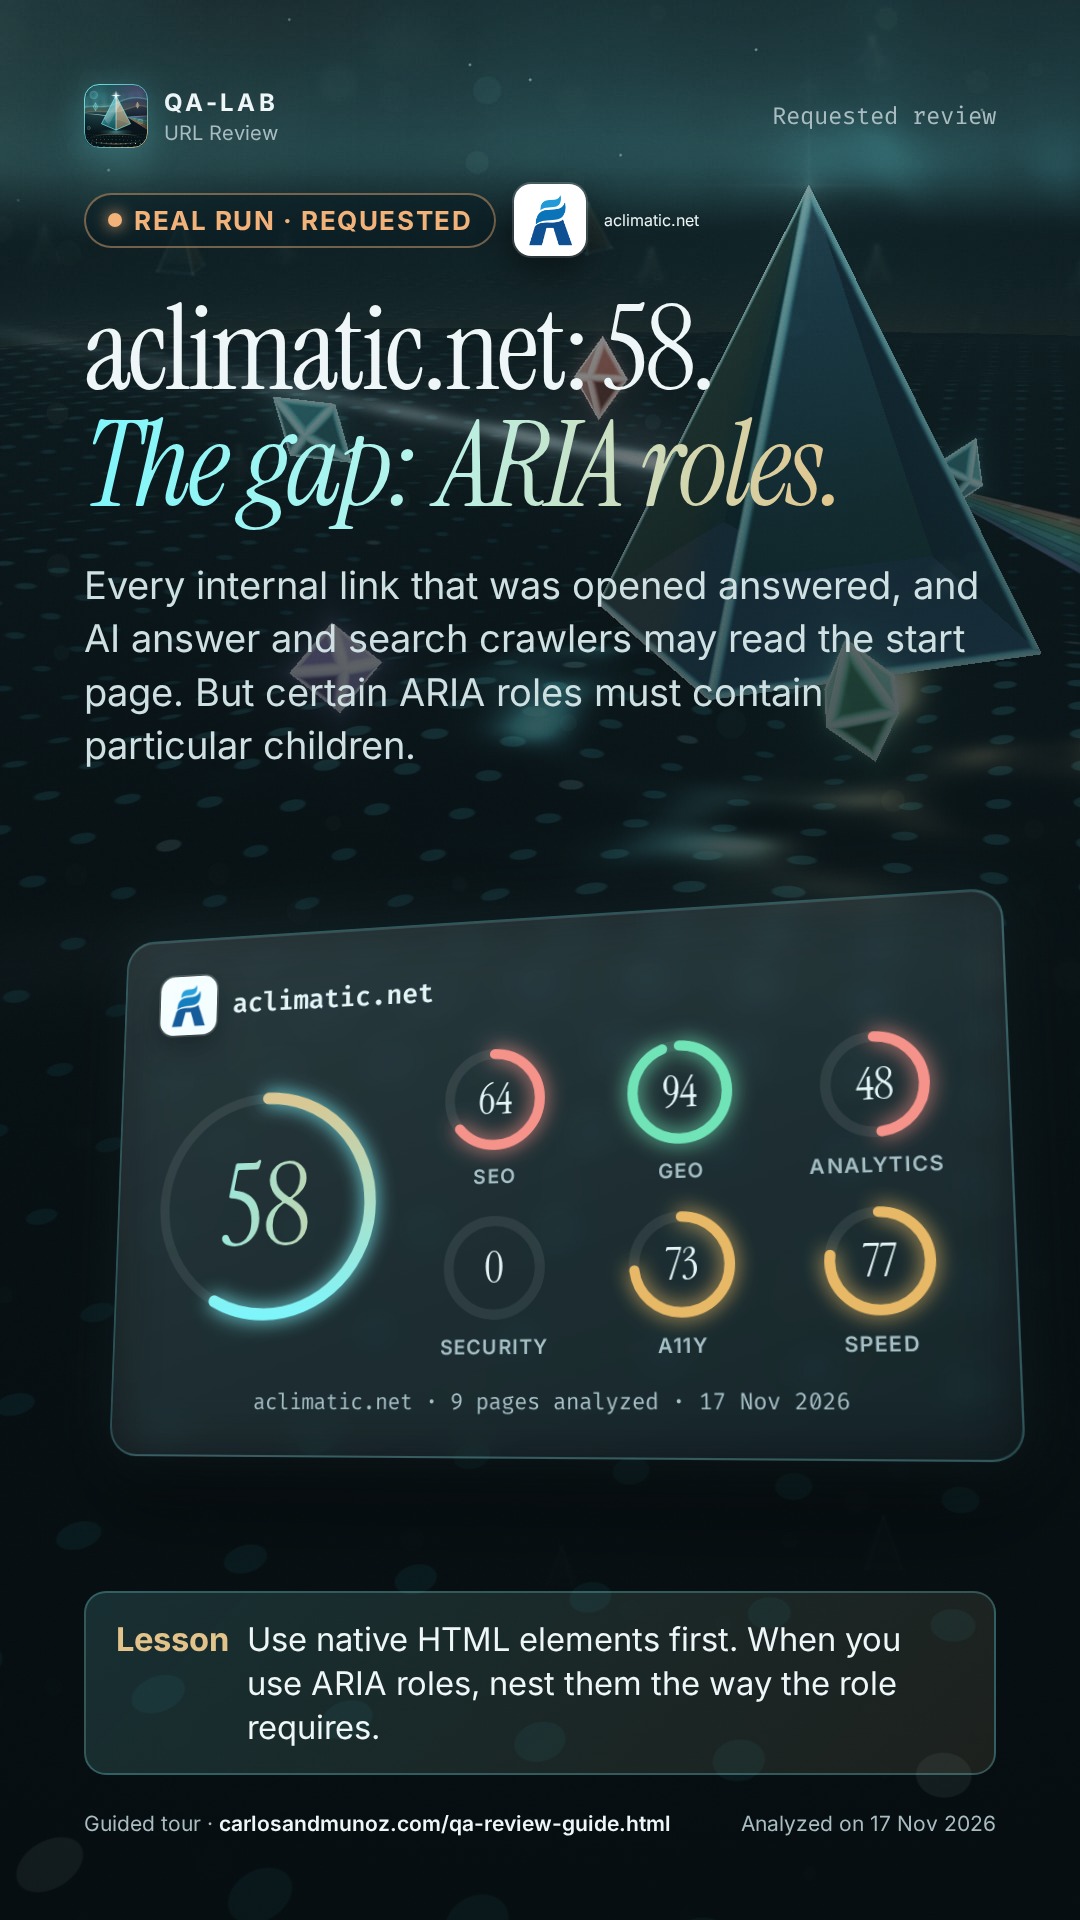 QA-LAB
URL Review
Requested review
REAL RUN · REQUESTED
aclimatic.net
aclimatic.net: 58.
The gap: ARIA roles.
Every internal link that was opened answered, and
AI answer and search crawlers may read the start
page. But certain ARIA roles must contain
particular children.
aclimatic.net
58
64
SEO
94
GEO
48
ANALYTICS
0
SECURITY
73
A11Y
77
SPEED
aclimatic.net · 9 pages analyzed · 17 Nov 2026
Lesson Use native HTML elements first. When you
use ARIA roles, nest them the way the role
requires.
Guided tour · carlosandmunoz.com/qa-review-guide.html
Analyzed on 17 Nov 2026